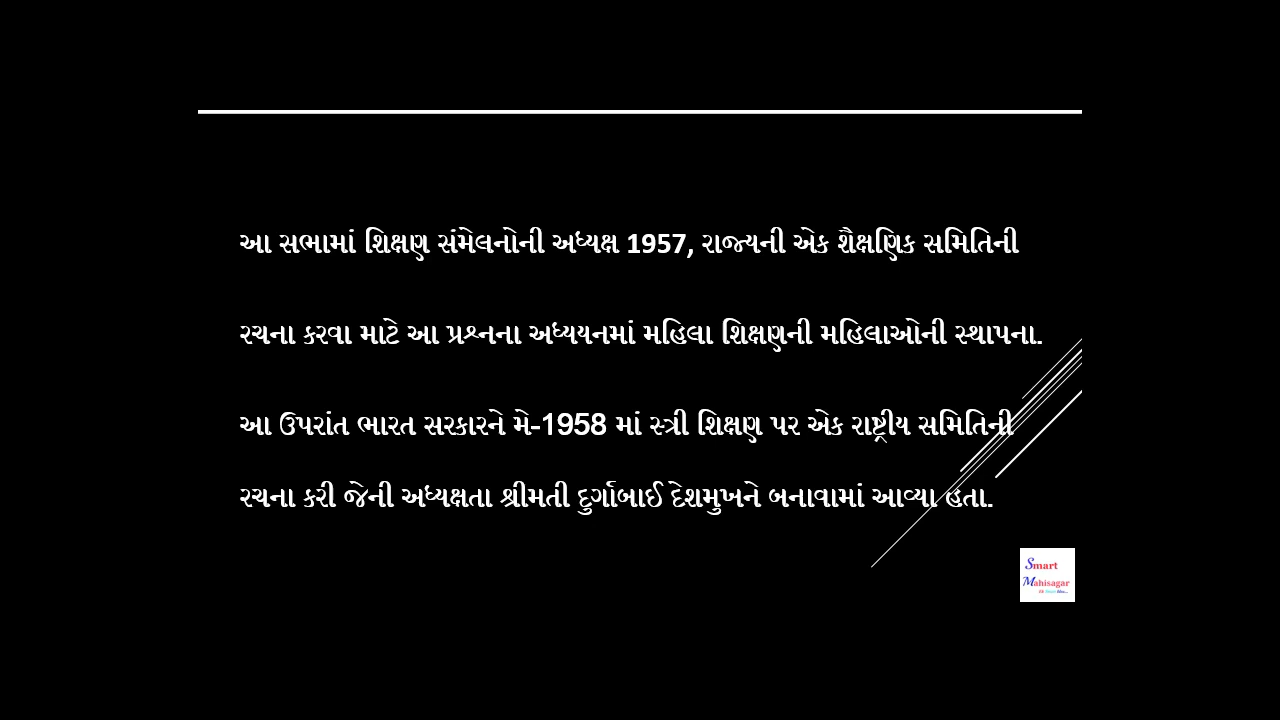 આ સભામાં શિક્ષણ સંમેલનોની અધ્યક્ષ 1957, રાજ્યની એક શૈક્ષણિક સમિતિની
રચના કરવા માટે આ પ્રશ્નના અધ્યયનમાં મહિલા શિક્ષણની મહિલાઓની સ્થાપના.
આ ઉપરાંત ભારત સરકારને મે-1958 માં સ્ત્રી શિક્ષણ પર એક રાષ્ટ્રીય સમિતિની
રચના કરી જેની અધ્યક્ષતા શ્રીમતી દુર્ગાબાઈ દેશમુખને બનાવામાં આવ્યા હતા.
Smart
Mahisagar